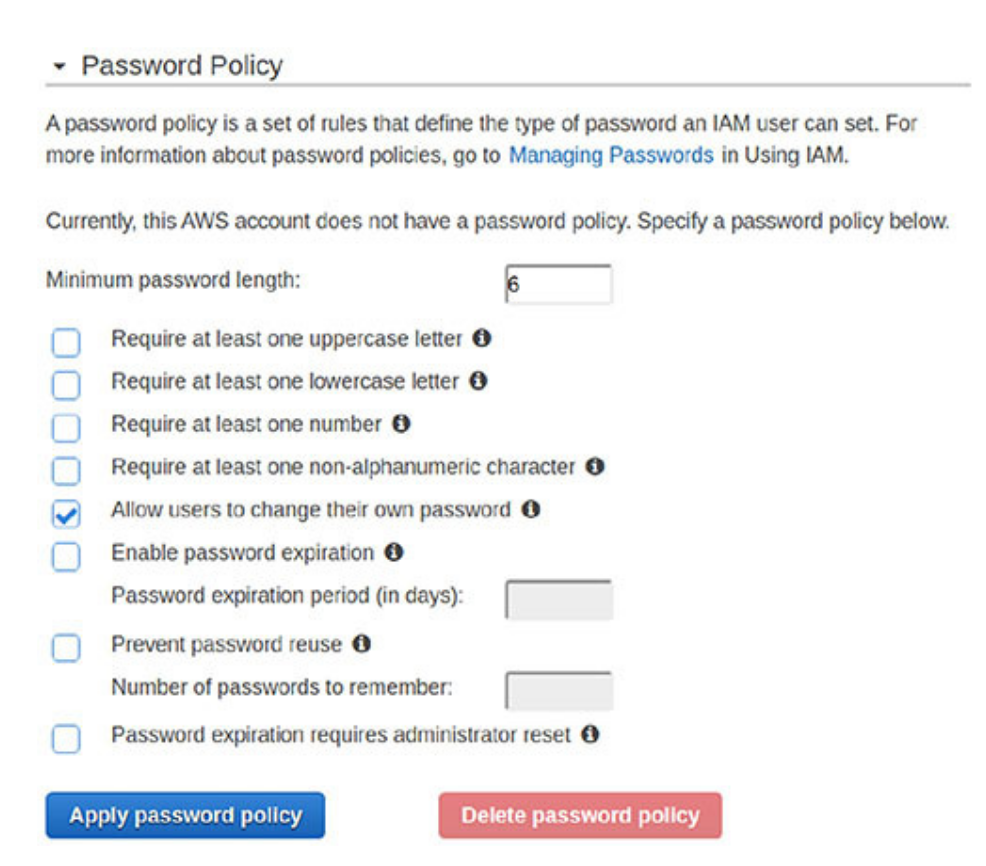 Password Policy
A password policy is a set of rules that define the type of password an IAM user can set. For
more information about password policies, go to Managing Passwords in Using IAM.
Currently, this AWS account does not have a password policy. Specify a password policy below.
Minimum password length: 6
Require at least one uppercase letter
Require at least one lowercase letter
Require at least one number
Require at least one non-alphanumeric character
Allow users to change their own password
Enable password expiration
Password expiration period (in days):
Prevent password reuse
Number of passwords to remember:
Password expiration requires administrator reset
Apply password policy Delete password policy